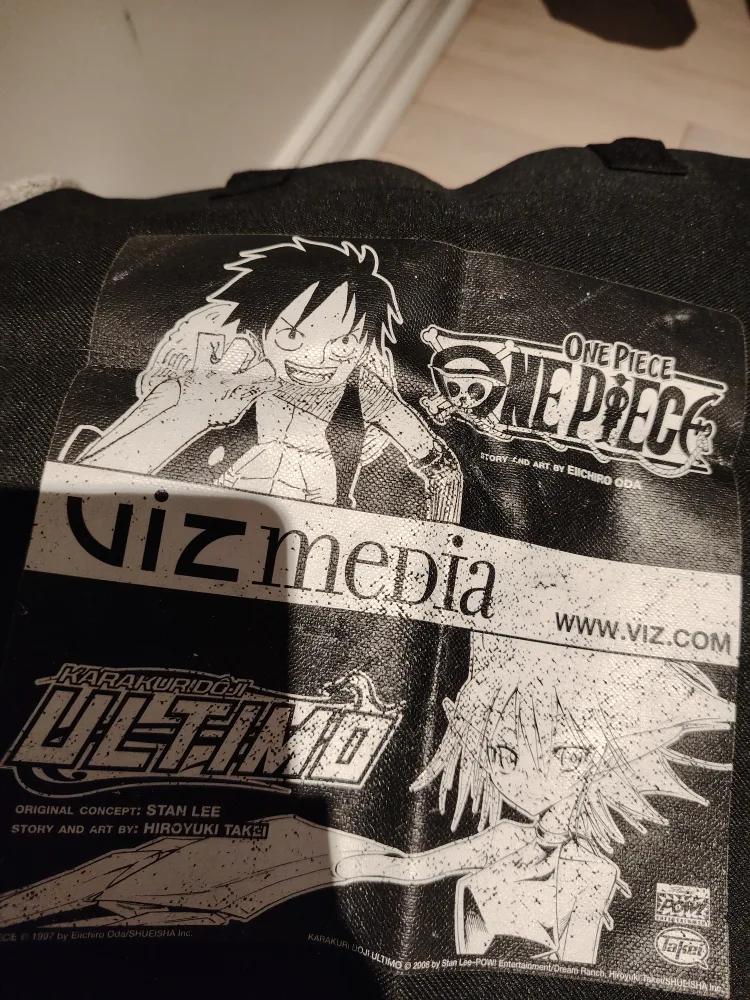 ONE PIECE
ONE PIECE
STORY AND ART BY EIICHIRO ODA
viz media
WWW.VIZ.COM
KARAKURIDÔJI
ULTIMO
ORIGINAL CONCEPT: STAN LEE
STORY AND ART BY: HIROYUKI TAKEI
POW!
takei
© 1997 by Eiichiro Oda/SHUEISHA Inc.
KARAKURI DOJI ULTIMO © 2008 by Stan Lee-POW! Entertainment/Dream Ranch, Hiroyuki Takei/SHUEISHA Inc.